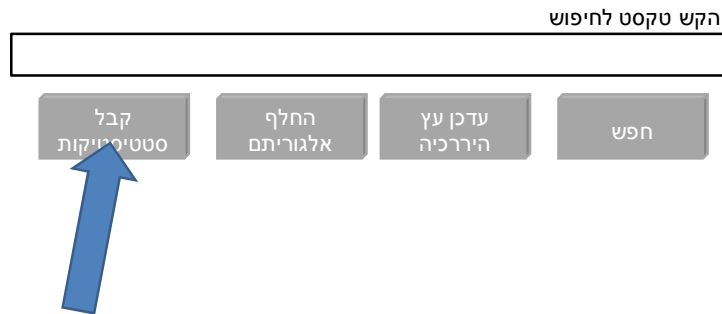 הקש טקסט לחיפוש
חפש
עדכן עץ
היררכיה
החלף
אלגוריתם
קבל
סטטיסטיקות